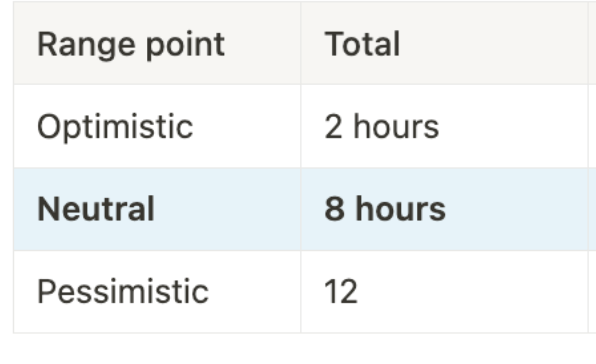 Range point Total
Optimistic 2 hours
Neutral 8 hours
Pessimistic 12